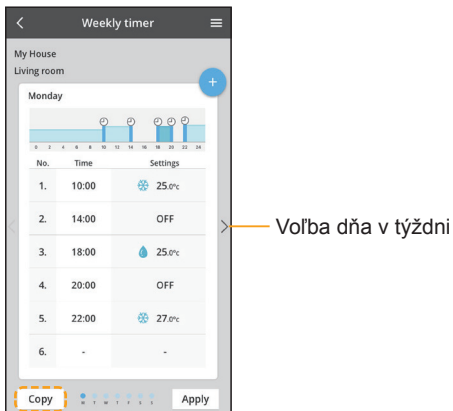 Weekly timer
My House
Living room
+
Monday
0 2 4 6 8 10 12 14 16 18 20 22 24
No. Time Settings
1. 10:00 25.0°c
2. 14:00 OFF
3. 18:00 25.0°c
4. 20:00 OFF
5. 22:00 27.0°c
6. - -
Voľba dňa v týždni
Copy M T W T F S S Apply